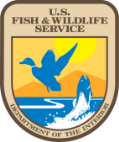 U.S.
FISH & WILDLIFE
SERVICE
DEPARTMENT OF THE INTERIOR